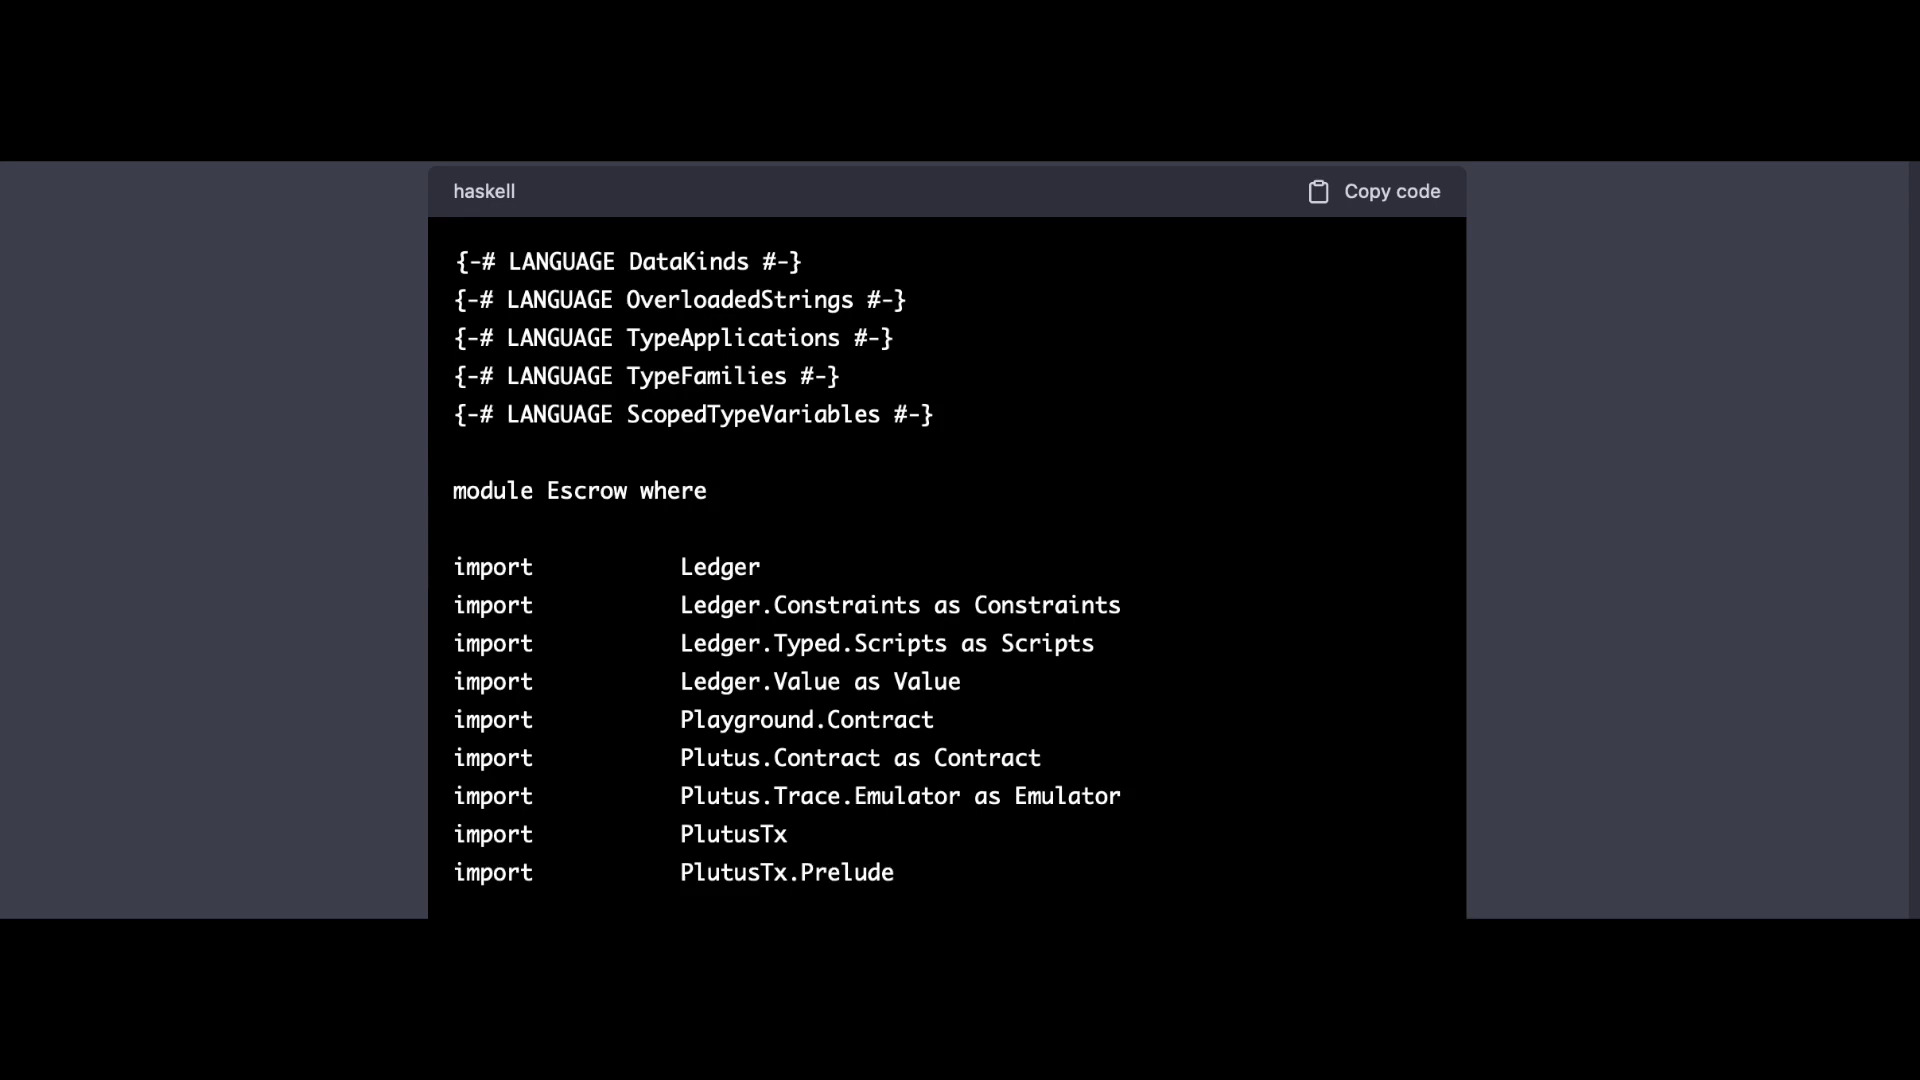 haskell
Copy code
{-# LANGUAGE DataKinds #-}
{-# LANGUAGE OverloadedStrings #-}
{-# LANGUAGE TypeApplications #-}
{-# LANGUAGE TypeFamilies #-}
{-# LANGUAGE ScopedTypeVariables #-}
module Escrow where
import           Ledger
import           Ledger.Constraints as Constraints
import           Ledger.Typed.Scripts as Scripts
import           Ledger.Value as Value
import           Playground.Contract
import           Plutus.Contract as Contract
import           Plutus.Trace.Emulator as Emulator
import           PlutusTx
import           PlutusTx.Prelude